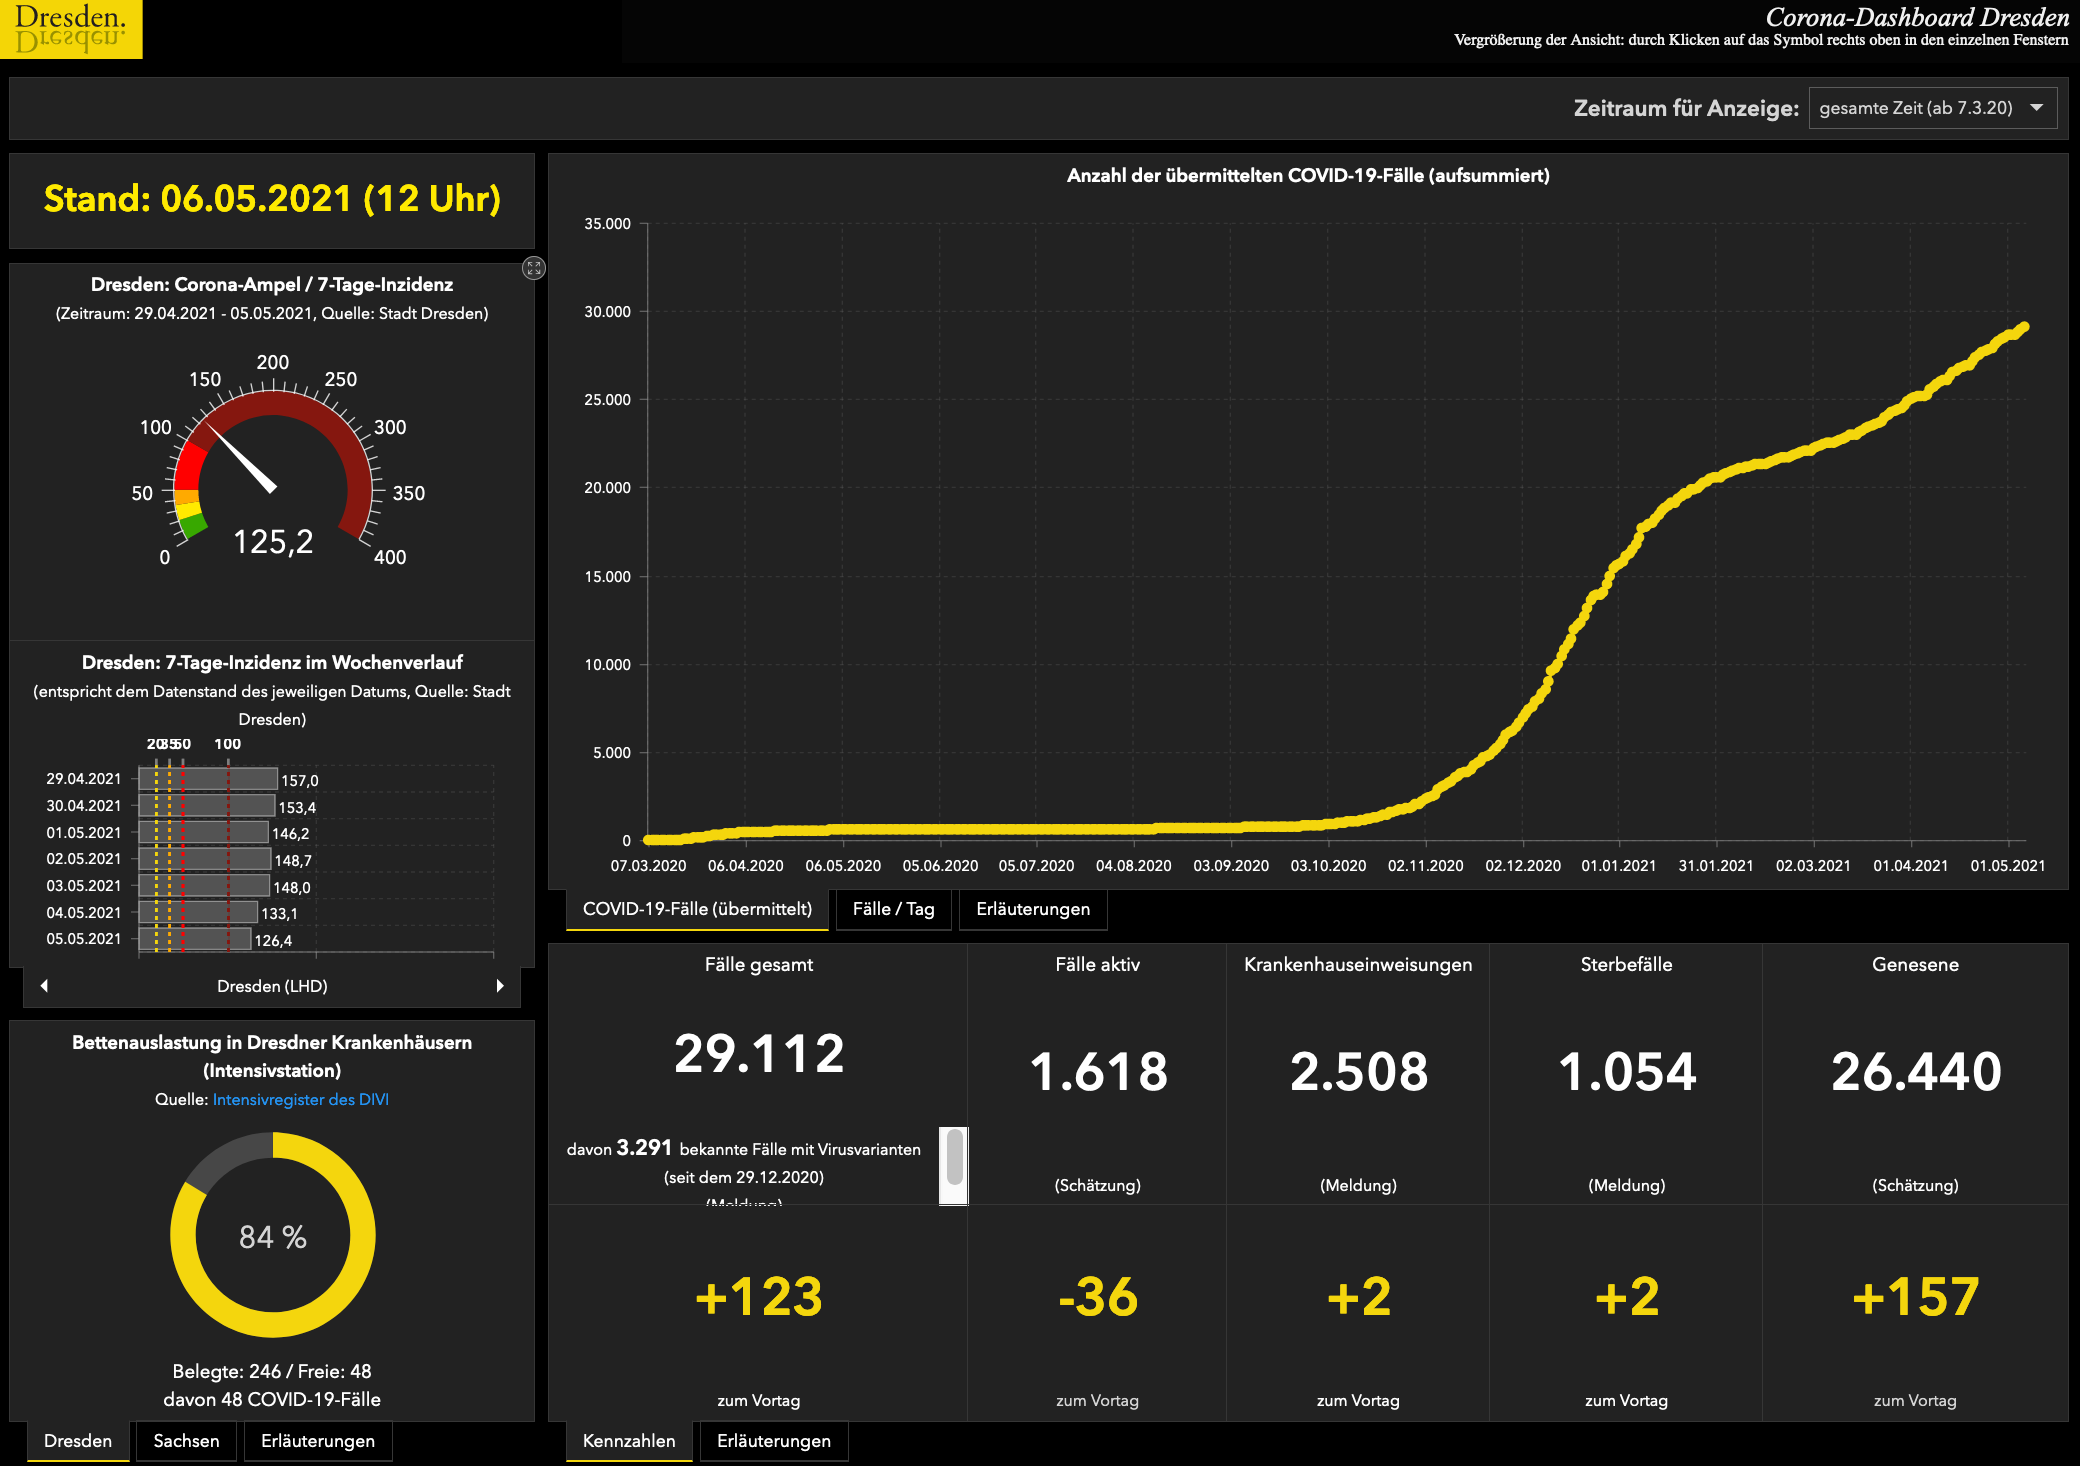 Dresden.
Dresden.
Corona-Dashboard Dresden
Vergrößerung der Ansicht: durch Klicken auf das Symbol rechts oben in den einzelnen Fenstern
Zeitraum für Anzeige: gesamte Zeit (ab 7.3.20)
Stand: 06.05.2021 (12 Uhr)
Dresden: Corona-Ampel / 7-Tage-Inzidenz
(Zeitraum: 29.04.2021 - 05.05.2021, Quelle: Stadt Dresden)
0
50
100
150
200
250
300
350
400
125,2
Dresden: 7-Tage-Inzidenz im Wochenverlauf
(entspricht dem Datenstand des jeweiligen Datums, Quelle: Stadt
Dresden)
20 35 50 100
29.04.2021 157,0
30.04.2021 153,4
01.05.2021 146,2
02.05.2021 148,7
03.05.2021 148,0
04.05.2021 133,1
05.05.2021 126,4
Dresden (LHD)
Bettenauslastung in Dresdner Krankenhäusern
(Intensivstation)
Quelle: Intensivregister des DIVI
84 %
Belegte: 246 / Freie: 48
davon 48 COVID-19-Fälle
Dresden Sachsen Erläuterungen
Anzahl der übermittelten COVID-19-Fälle (aufsummiert)
35.000
30.000
25.000
20.000
15.000
10.000
5.000
0
07.03.2020 06.04.2020 06.05.2020 05.06.2020 05.07.2020 04.08.2020 03.09.2020 03.10.2020 02.11.2020 02.12.2020 01.01.2021 31.01.2021 02.03.2021 01.04.2021 01.05.2021
COVID-19-Fälle (übermittelt) Fälle / Tag Erläuterungen
Fälle gesamt
29.112
davon 3.291 bekannte Fälle mit Virusvarianten
(seit dem 29.12.2020)
(Meldung)
+123
zum Vortag
Fälle aktiv
1.618
(Schätzung)
-36
zum Vortag
Krankenhauseinweisungen
2.508
(Meldung)
+2
zum Vortag
Sterbefälle
1.054
(Meldung)
+2
zum Vortag
Genesene
26.440
(Schätzung)
+157
zum Vortag
Kennzahlen Erläuterungen